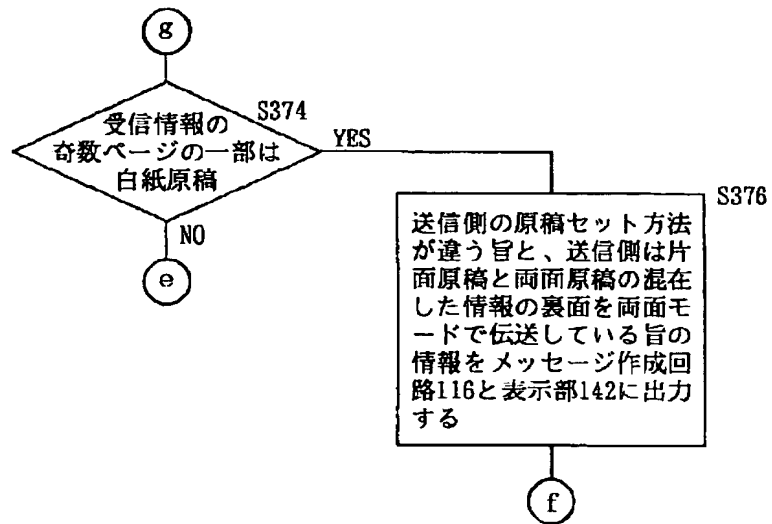 g
S374
受信情報の
奇数ページの一部は
白紙原稿
YES
NO
e
S376
送信側の原稿セット方法
が違う旨と、送信側は片
面原稿と両面原稿の混在
した情報の裏面を両面モ
ードで伝送している旨の
情報をメッセージ作成回
路116と表示部142に出力
する
f